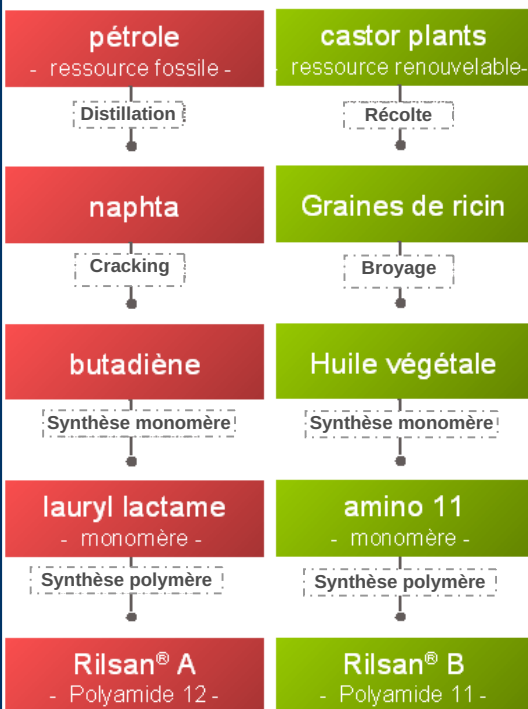 pétrole
- ressource fossile -
Distillation
naphta
Cracking
butadiène
Synthèse monomère
lauryl lactame
- monomère -
Synthèse polymère
Rilsan® A
- Polyamide 12 -
castor plants
- ressource renouvelable-
Récolte
Graines de ricin
Broyage
Huile végétale
Synthèse monomère
amino 11
- monomère -
Synthèse polymère
Rilsan® B
- Polyamide 11 -